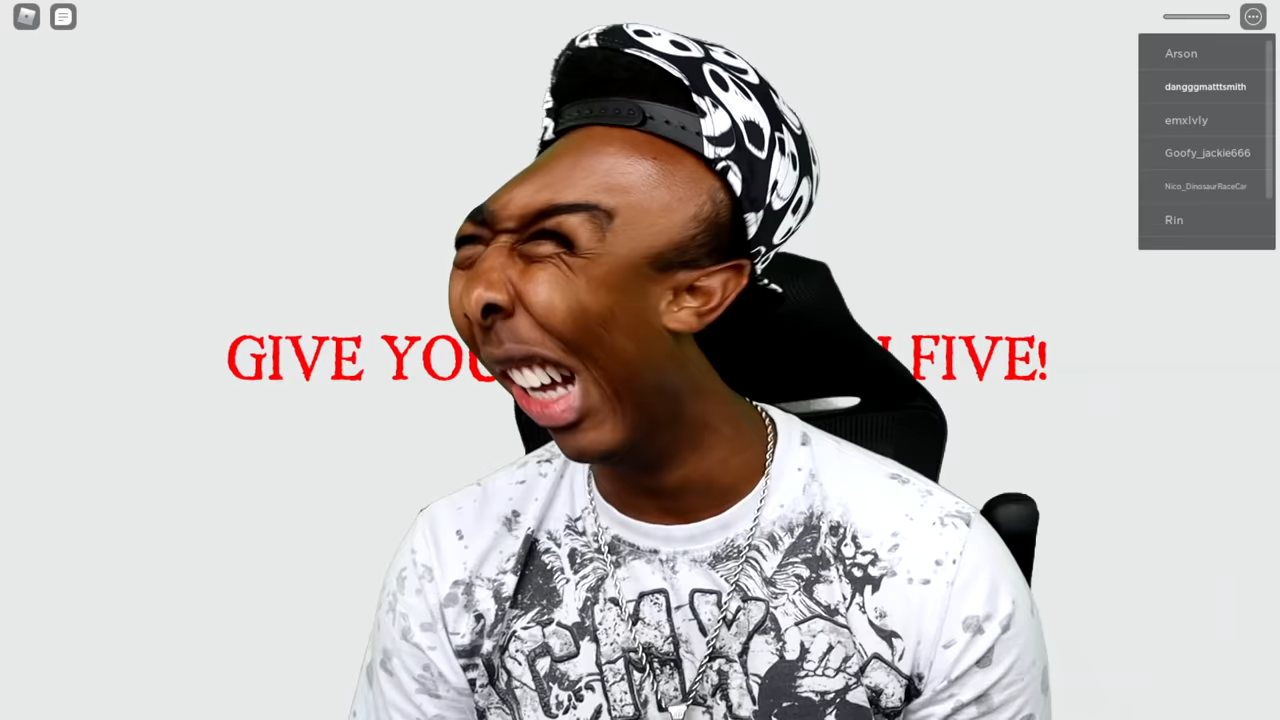 Arson
dangggmatttsmith
emxlvly
Goofy_jackie666
Nico_DinosaurRaceCar
Rin
GIVE YOU FIVE!